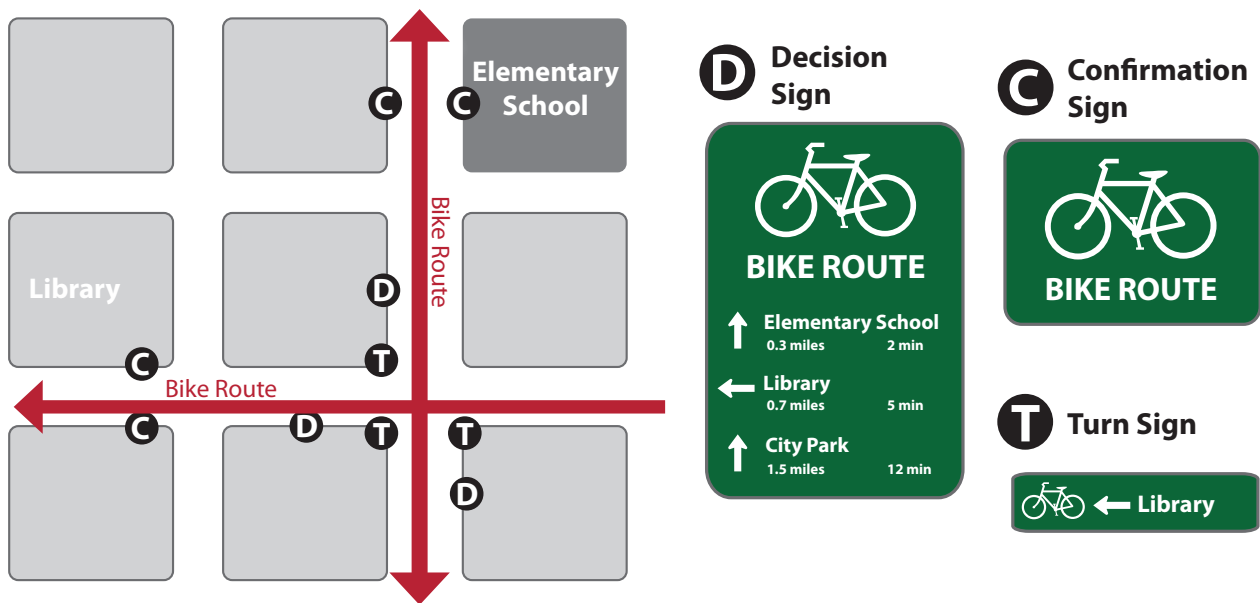 C
C
Elementary
School
Bike Route
D
Library
T
C
Bike Route
C
D
T
T
D
D
Decision
Sign
BIKE ROUTE
Elementary School
0.3 miles 2 min
Library
0.7 miles 5 min
City Park
1.5 miles 12 min
C
Confirmation
Sign
BIKE ROUTE
T
Turn Sign
Library